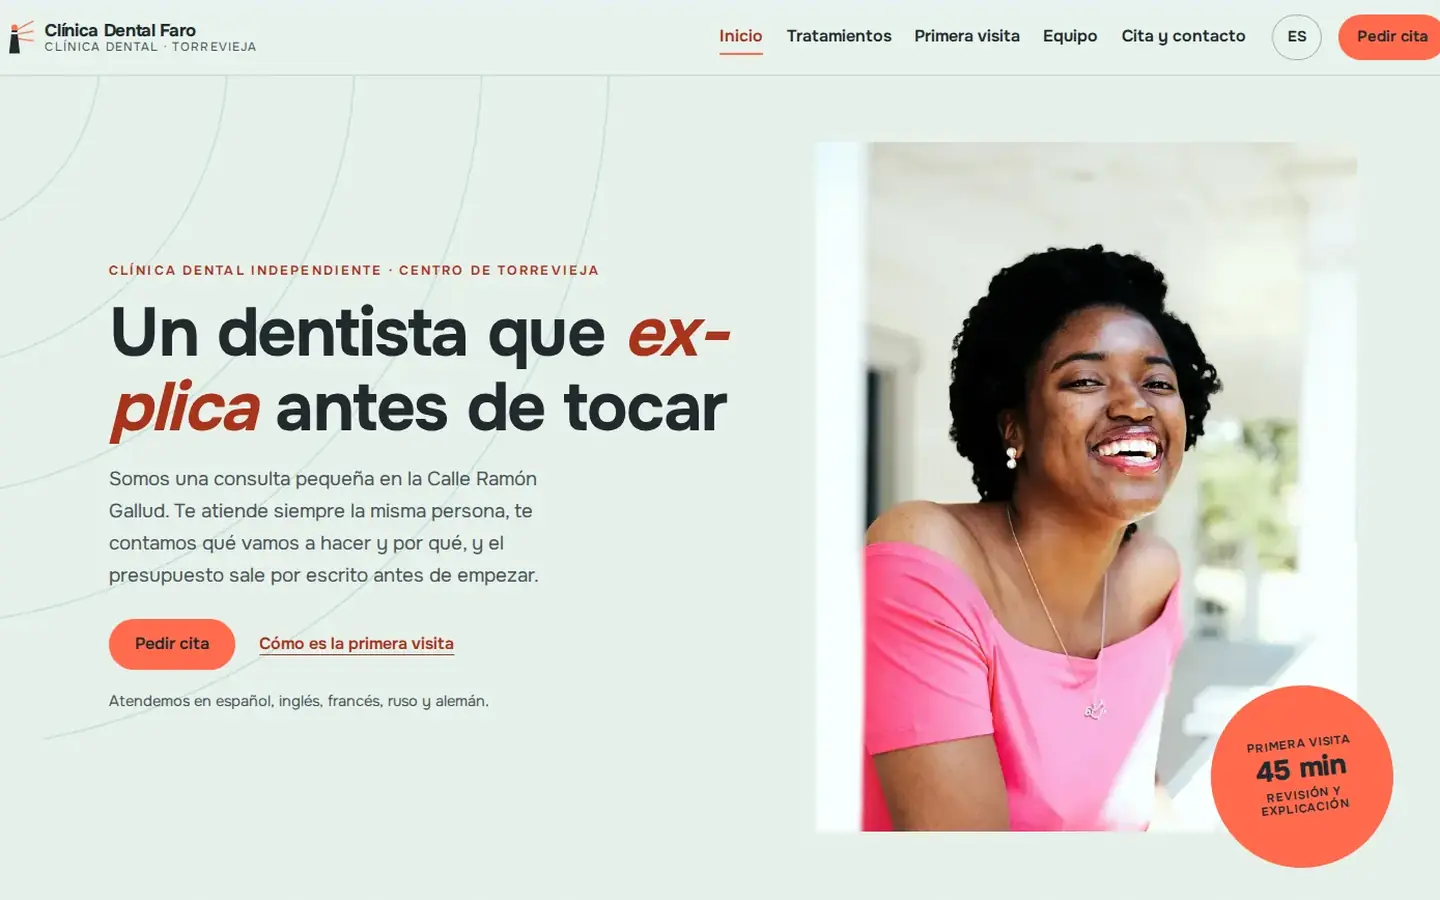 Clínica Dental Faro
CLÍNICA DENTAL · TORREVIEJA
Inicio
Tratamientos
Primera visita
Equipo
Cita y contacto
ES
Pedir cita
CLÍNICA DENTAL INDEPENDIENTE · CENTRO DE TORREVIEJA
Un dentista que ex-
plica antes de tocar
Somos una consulta pequeña en la Calle Ramón
Gallud. Te atiende siempre la misma persona, te
contamos qué vamos a hacer y por qué, y el
presupuesto sale por escrito antes de empezar.
Pedir cita
Cómo es la primera visita
Atendemos en español, inglés, francés, ruso y alemán.
PRIMERA VISITA
45 min
REVISIÓN Y
EXPLICACIÓN